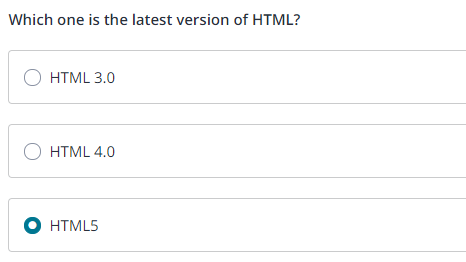 Which one is the latest version of HTML?
HTML 3.0
HTML 4.0
HTML5